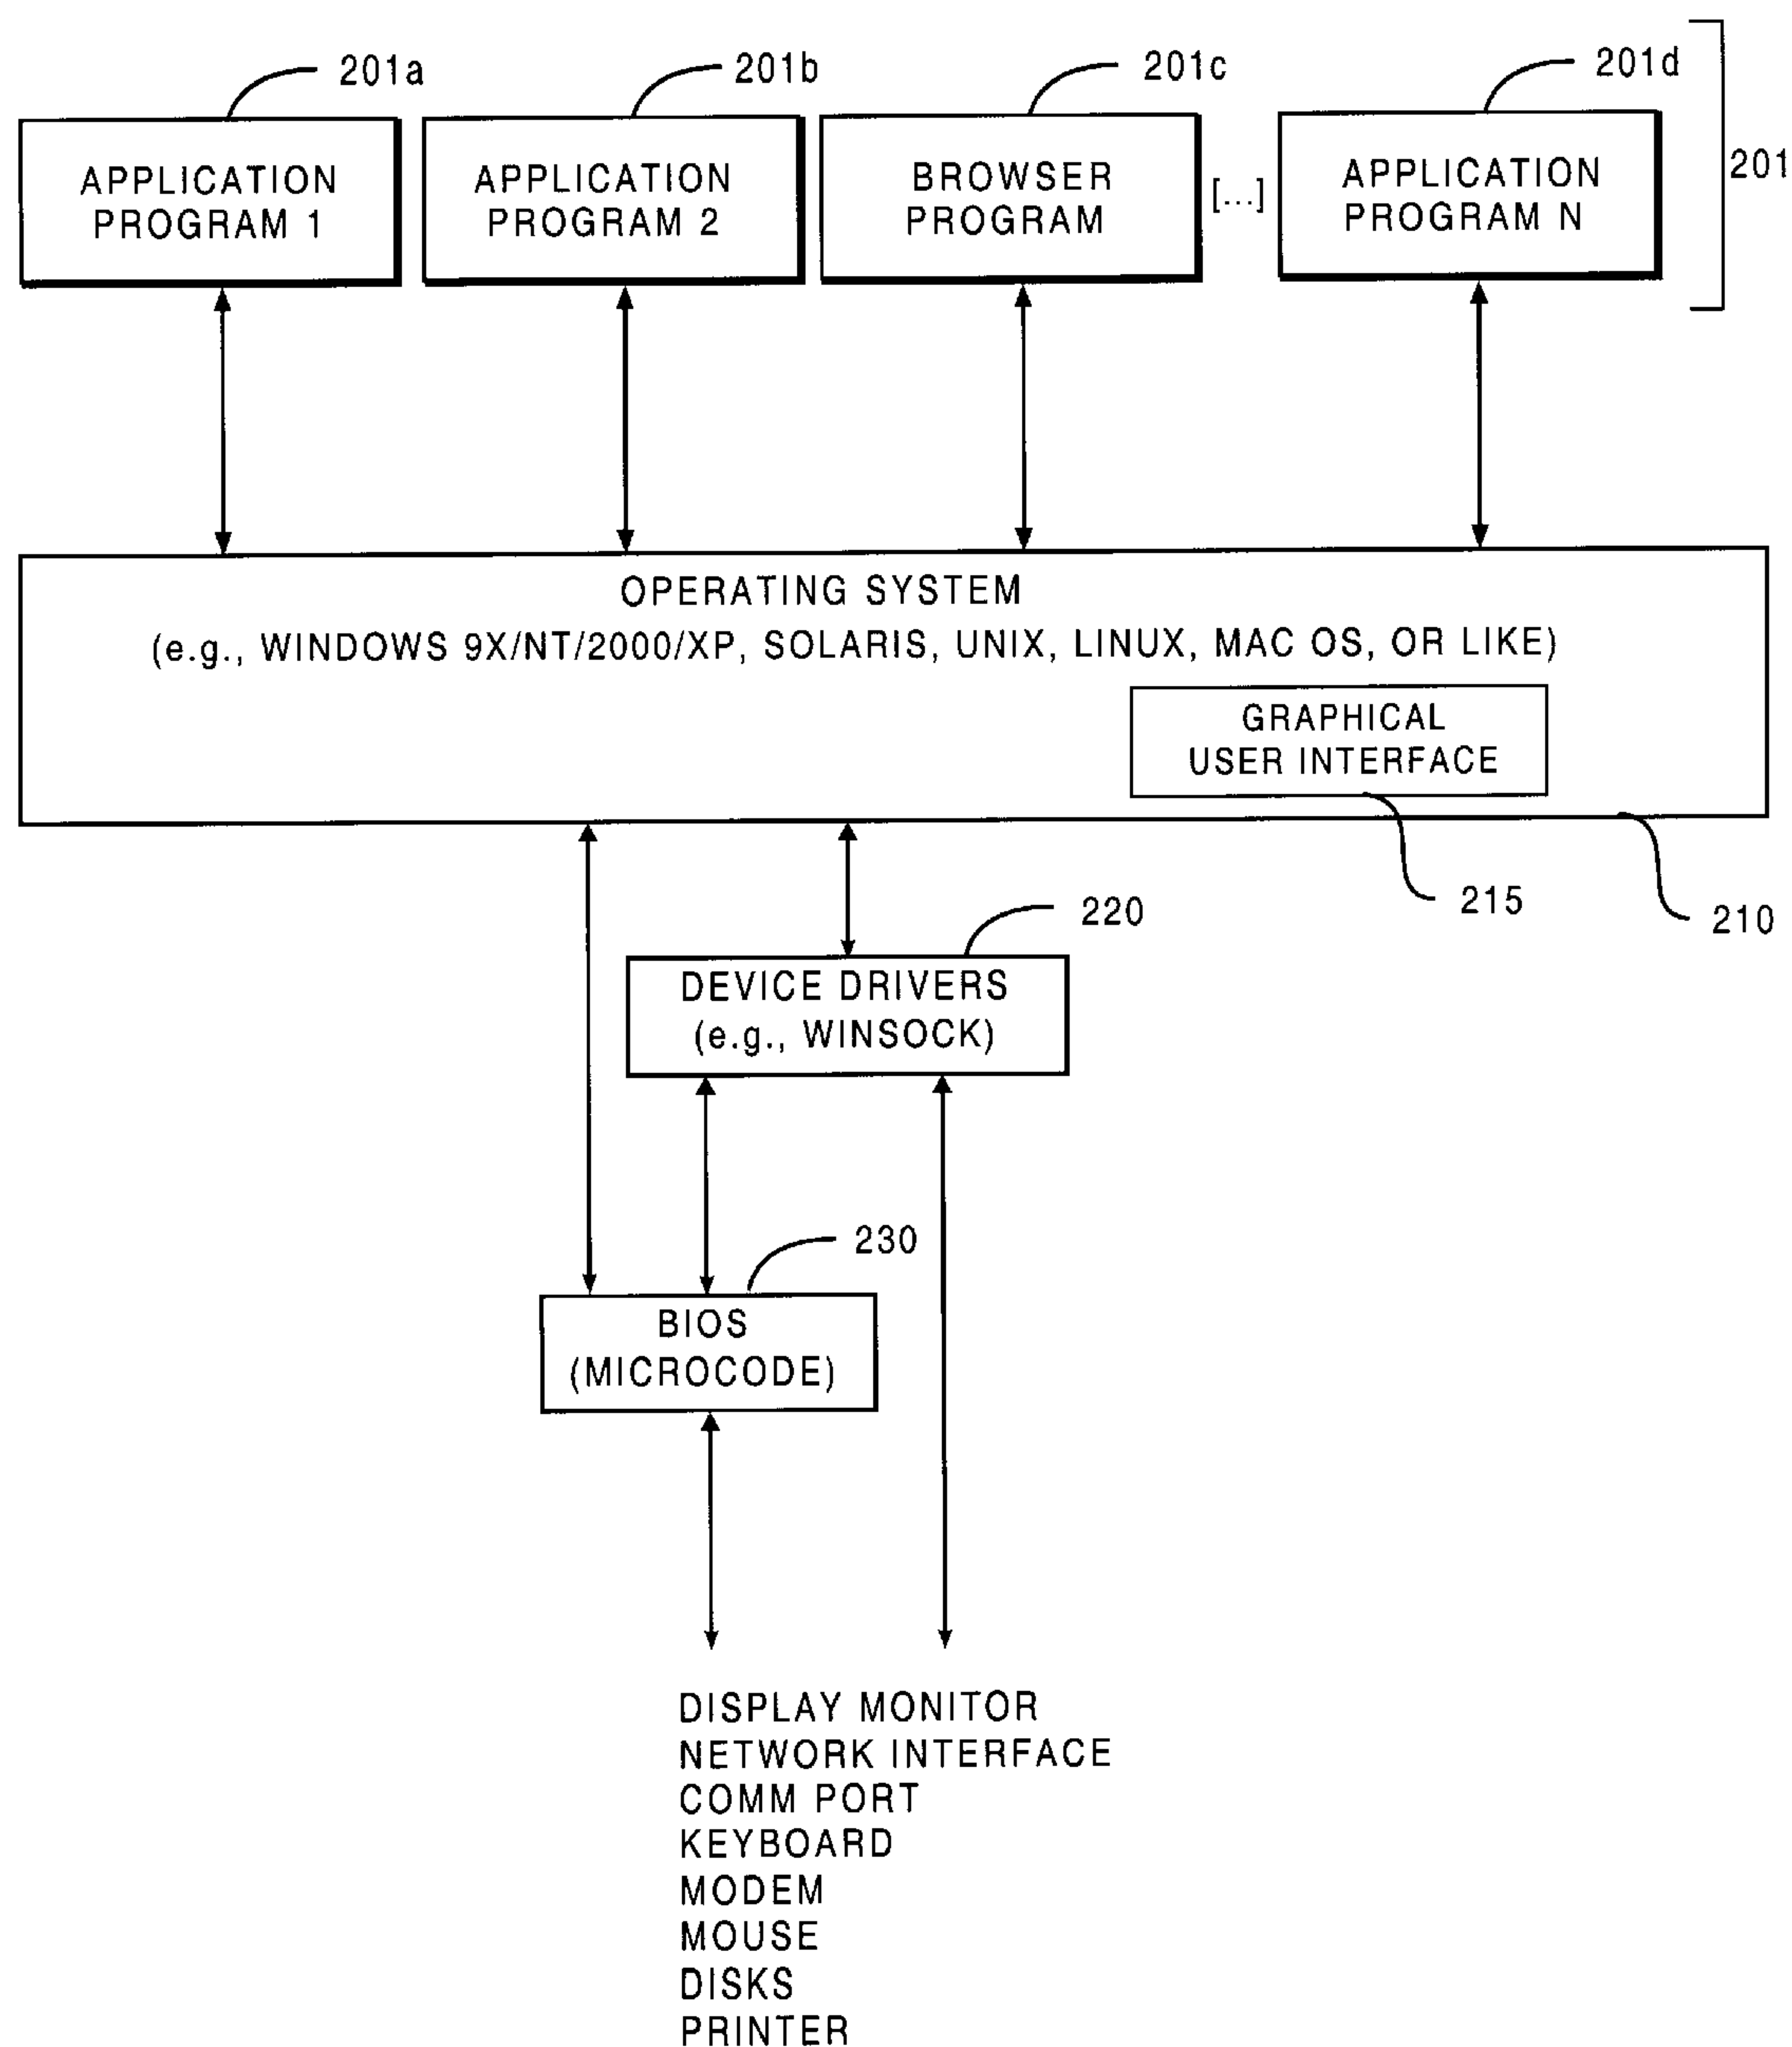 201a
201b
201c
201d
APPLICATION
PROGRAM 1
APPLICATION
PROGRAM 2
BROWSER
PROGRAM
[...]
APPLICATION
PROGRAM N
201
OPERATING SYSTEM
(e.g., WINDOWS 9X/NT/2000/XP, SOLARIS, UNIX, LINUX, MAC OS, OR LIKE)
GRAPHICAL
USER INTERFACE
215
210
220
DEVICE DRIVERS
(e.g., WINSOCK)
230
BIOS
(MICROCODE)
DISPLAY MONITOR
NETWORK INTERFACE
COMM PORT
KEYBOARD
MODEM
MOUSE
DISKS
PRINTER